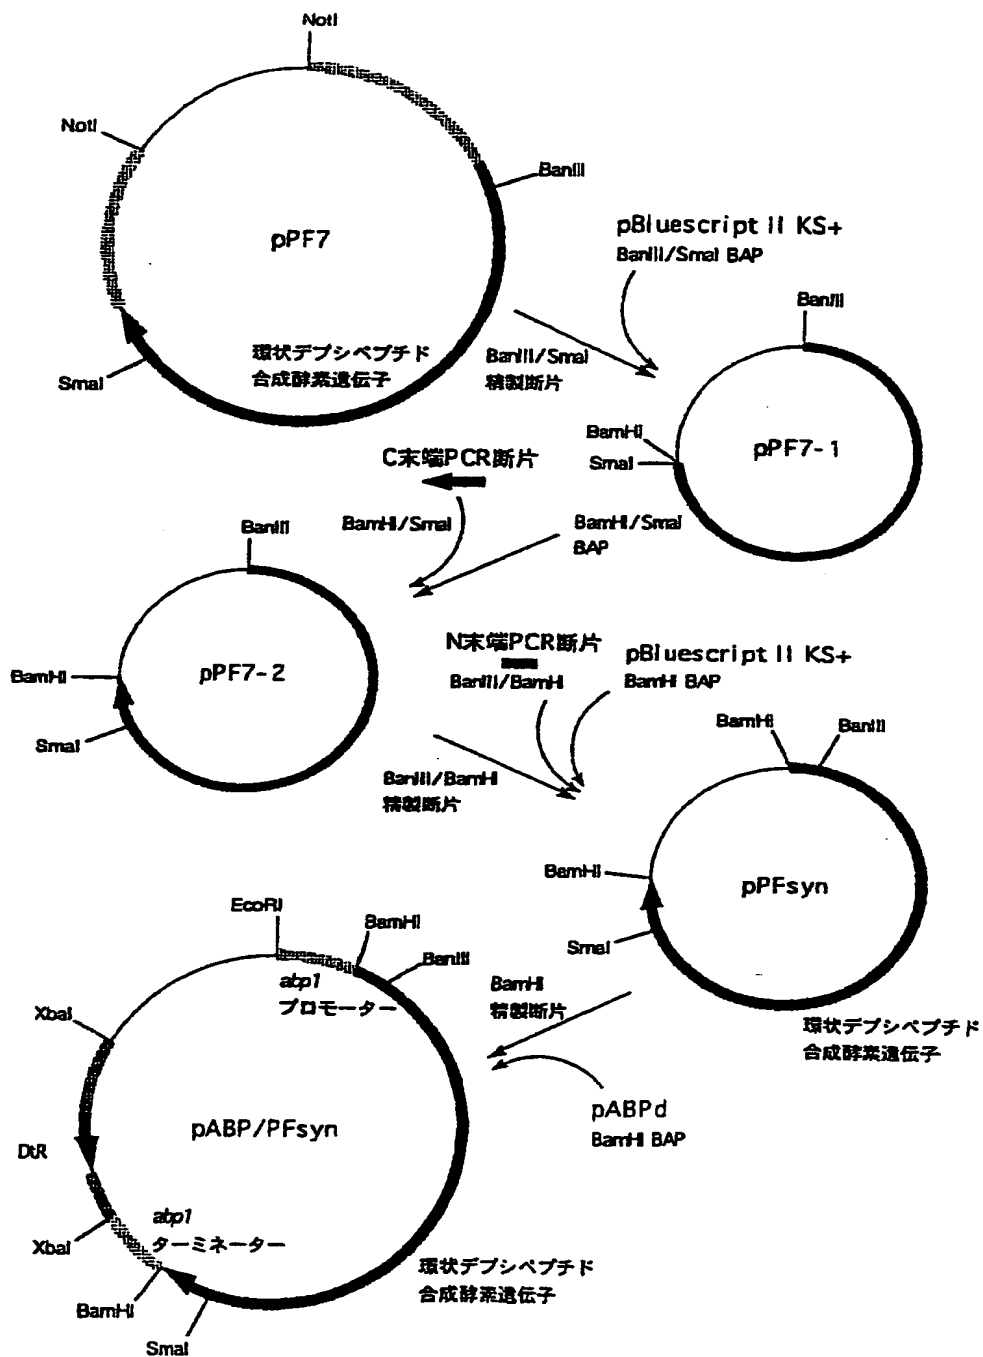 NotI
NotI
BanIII
pPF7
pBluescript II KS+
BanIII/SmaI BAP
BanIII
環状デプシペプチド
合成酵素遺伝子
BanIII/SmaI
精製断片
SmaI
BamHI
SmaI
pPF7-1
C末端PCR断片
BamHI/SmaI
BamHI/SmaI
BAP
BanIII
N末端PCR断片
BanIII/BamHI
pBluescript II KS+
BamHI BAP
BamHI
pPF7-2
SmaI
BamHI
BanIII
BanIII/BamHI
精製断片
BamHI
pPFsyn
SmaI
EcoRI
BamHI
BanIII
abp1
プロモーター
BamHI
精製断片
XbaI
環状デプシペプチド
合成酵素遺伝子
pABPd
BamHI BAP
pABP/PFsyn
DtR
abp1
ターミネーター
XbaI
環状デプシペプチド
合成酵素遺伝子
BamHI
SmaI